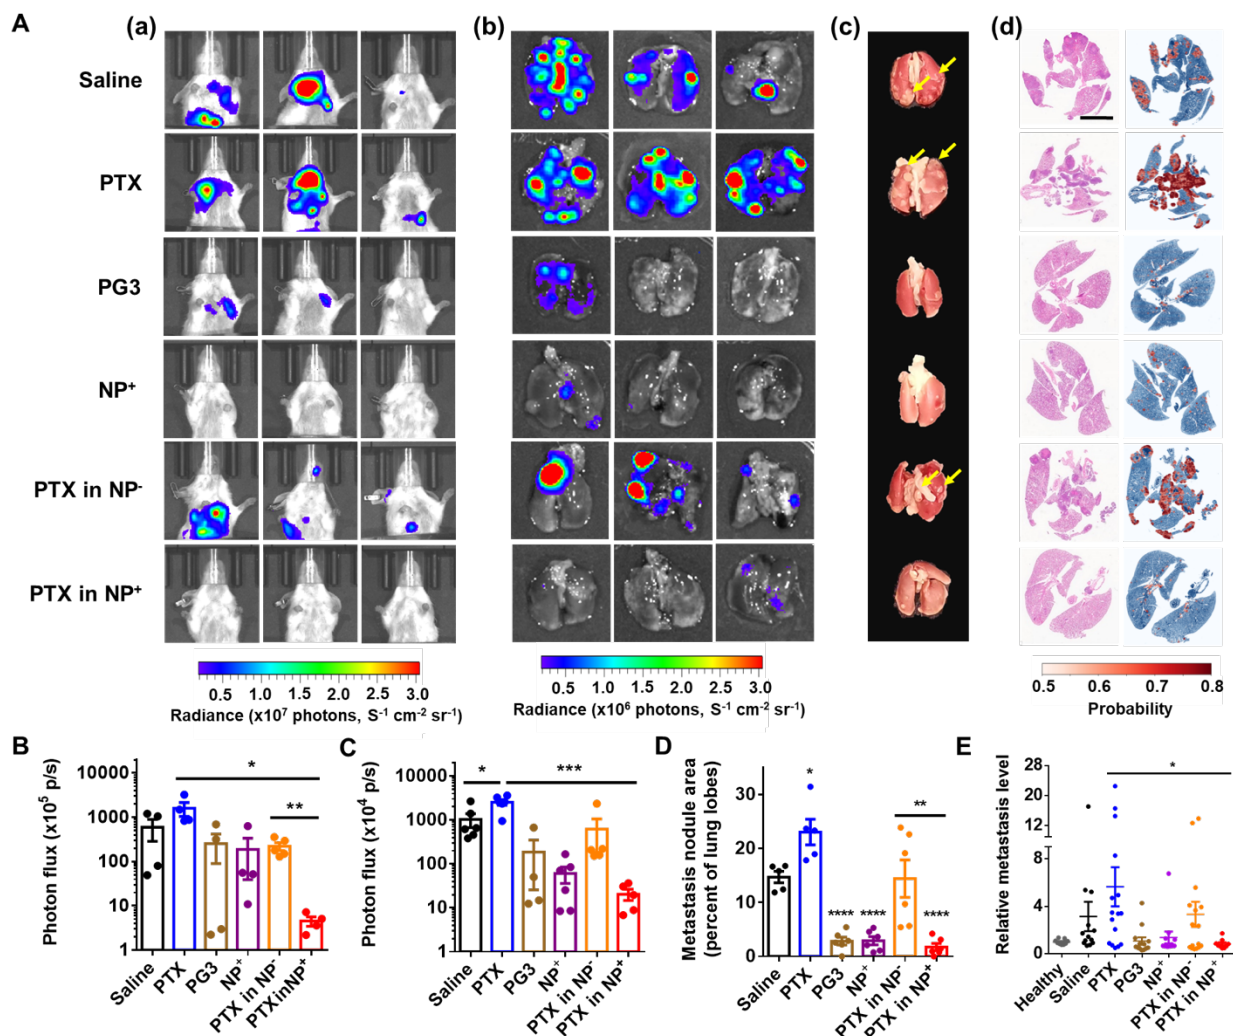 A
(a)
(b)
(c)
(d)
Saline
PTX
PG3
NP⁺
PTX in NP⁻
PTX in NP⁺
0.5 1.0 1.5 2.0 2.5 3.0
Radiance (x10⁷ photons, S⁻¹ cm⁻² sr⁻¹)
0.5 1.0 1.5 2.0 2.5 3.0
Radiance (x10⁶ photons, S⁻¹ cm⁻² sr⁻¹)
0.5 0.6 0.7 0.8
Probability
B
Photon flux (x10⁵ p/s)
10000
1000
100
10
1
*
**
Saline
PTX
PG3
NP⁺
PTX in NP⁻
PTXinNP⁺
C
Photon flux (x10⁴ p/s)
10000
1000
100
10
1
*
***
Saline
PTX
PG3
NP⁺
PTX in NP⁻
PTX in NP⁺
D
Metastasis nodule area
(percent of lung lobes)
30
20
10
0
*
**
****
****
****
Saline
PTX
PG3
NP⁺
PTX in NP⁻
PTX in NP⁺
E
Relative metastasis level
28
20
12
8
4
0
*
Healthy
Saline
PTX
PG3
NP⁺
PTX in NP⁻
PTX in NP⁺